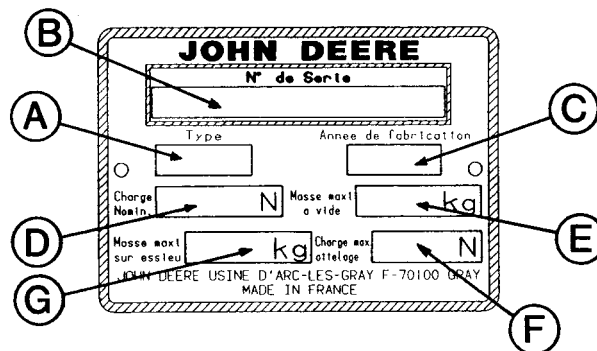 B
JOHN DEERE
N° de Serie
A
Type
Annee de fabrication
C
Charge
Nomin.
N
Masse maxi
a vide
kg
D
E
Masse maxi
sur essieu
kg
Charge max
attelage
N
G
JOHN DEERE USINE D'ARC-LES-GRAY F-70100 GRAY
MADE IN FRANCE
F